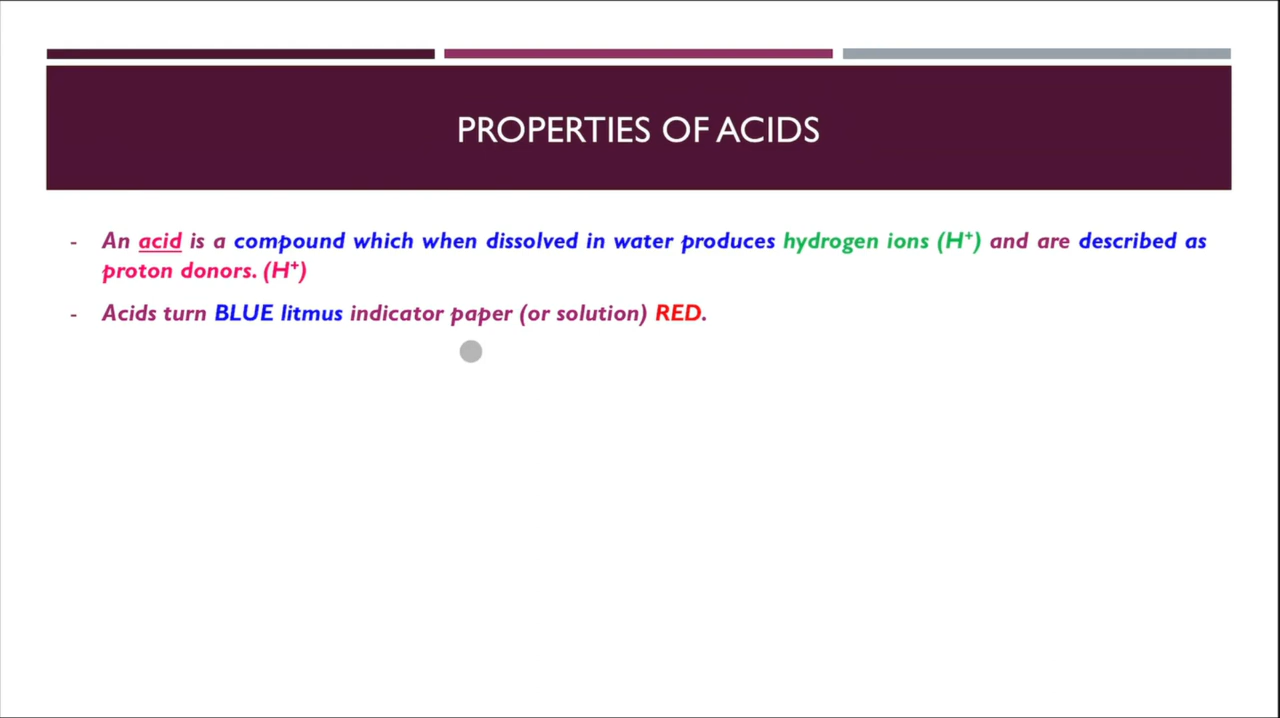 PROPERTIES OF ACIDS
- An acid is a compound which when dissolved in water produces hydrogen ions (H⁺) and are described as
proton donors. (H⁺)
- Acids turn BLUE litmus indicator paper (or solution) RED.